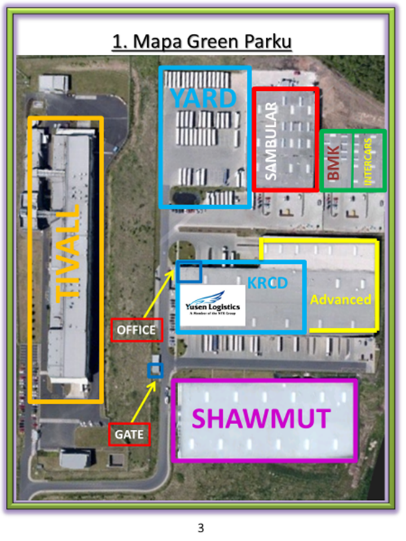 1. Mapa Green Parku
YARD
SAMBULAR
BMK
INTERCARS
TIVALL
KRCD
Yusen Logistics
A Member of the NYK Group
Advanced
OFFICE
GATE
SHAWMUT
3